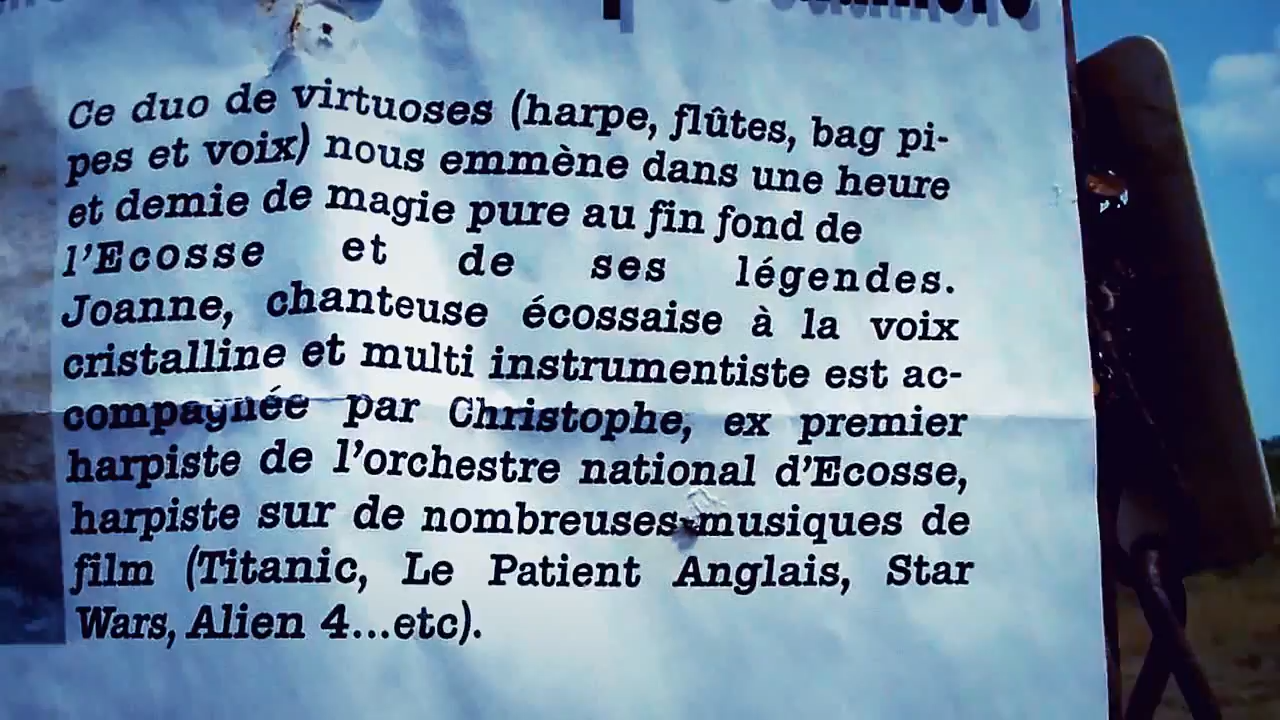 Ce duo de virtuoses (harpe, flûtes, bag pi-
pes et voix) nous emmène dans une heure
et demie de magie pure au fin fond de
l'Ecosse et de ses légendes.
Joanne, chanteuse écossaise à la voix
cristalline et multi instrumentiste est ac-
compagnée par Christophe, ex premier
harpiste de l'orchestre national d'Ecosse,
harpiste sur de nombreuses musiques de
film (Titanic, Le Patient Anglais, Star
Wars, Alien 4...etc).